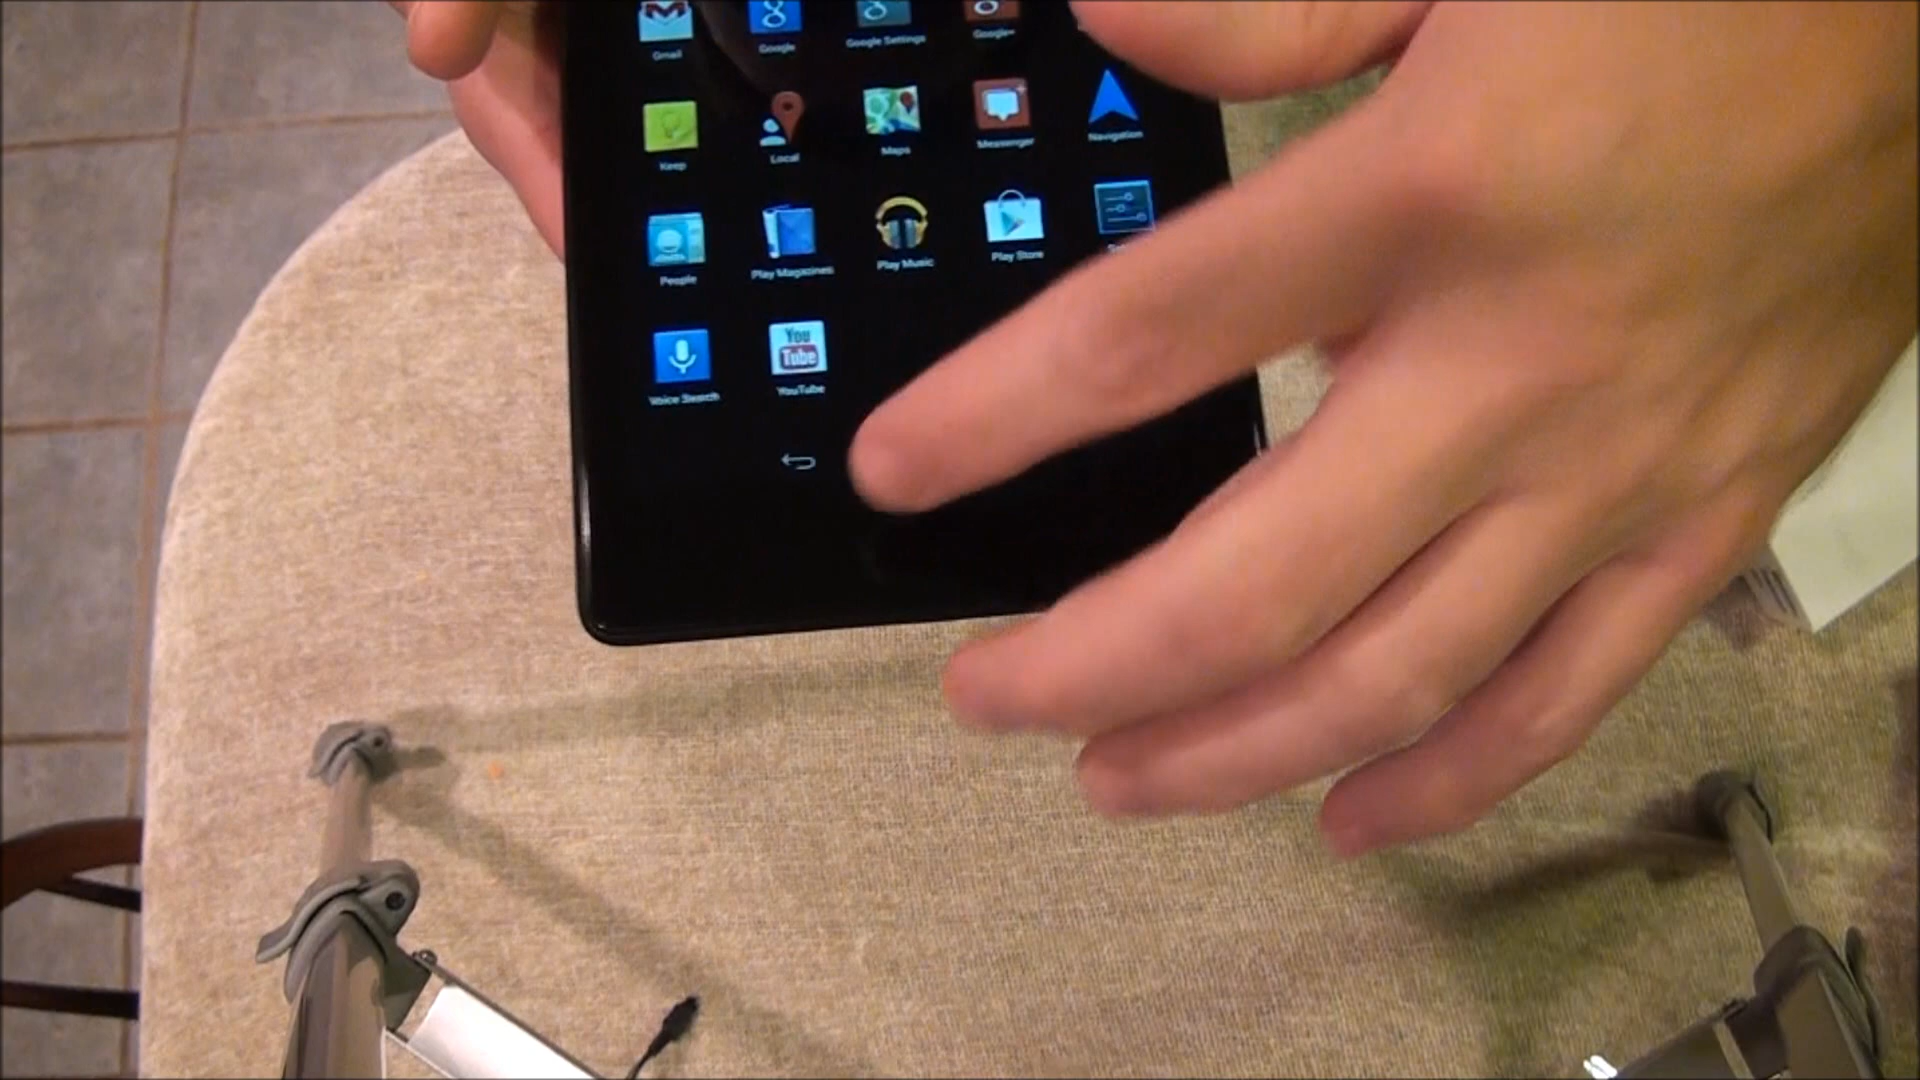 Gmail Google Google Settings Google+
Keep Local Maps Messenger Navigation
People Play Magazines Play Music Play Store
You
Tube
Voice Search YouTube